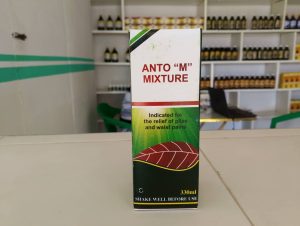 ANTO "M"
MIXTURE
Indicated for
the relief of piles
and waist pains
330ml
SHAKE WELL BEFORE USE